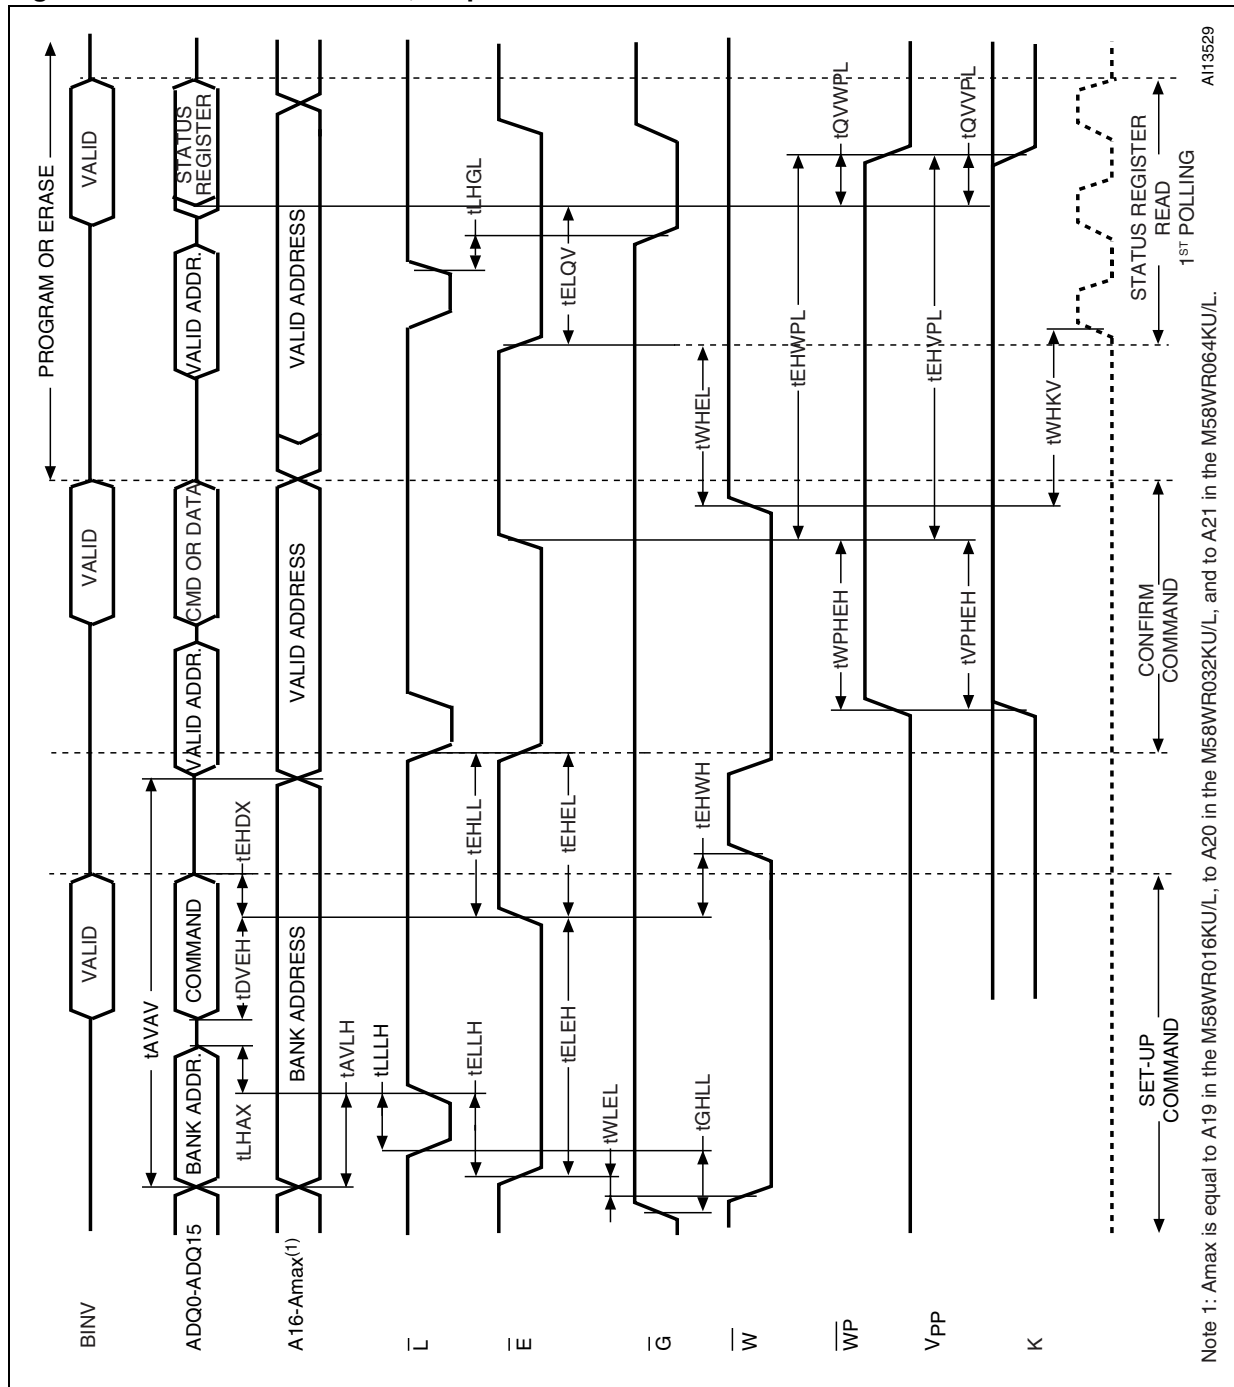 PROGRAM OR ERASE
BINV
VALID
VALID
VALID
tAVAV
ADQ0-ADQ15
BANK ADDR.
COMMAND
VALID ADDR.
CMD OR DATA
VALID ADDR.
STATUS
REGISTER
tLHAX
tDVEH
tEHDX
A16-Amax(1)
BANK ADDRESS
VALID ADDRESS
VALID ADDRESS
tAVLH
tLLLH
L
tELLH
tEHLL
tLHGL
E
tELEH
tEHEL
tELQV
tWLEL
G
tGHLL
tEHWH
tWHEL
W
tEHWPL
WP
tWPHEH
tQVWPL
tEHVPL
VPP
tVPHEH
tQVVPL
K
tWHKV
SET-UP
COMMAND
CONFIRM
COMMAND
STATUS REGISTER
READ
1ST POLLING
AI13529
Note 1: Amax is equal to A19 in the M58WR016KU/L, to A20 in the M58WR032KU/L, and to A21 in the M58WR064KU/L.